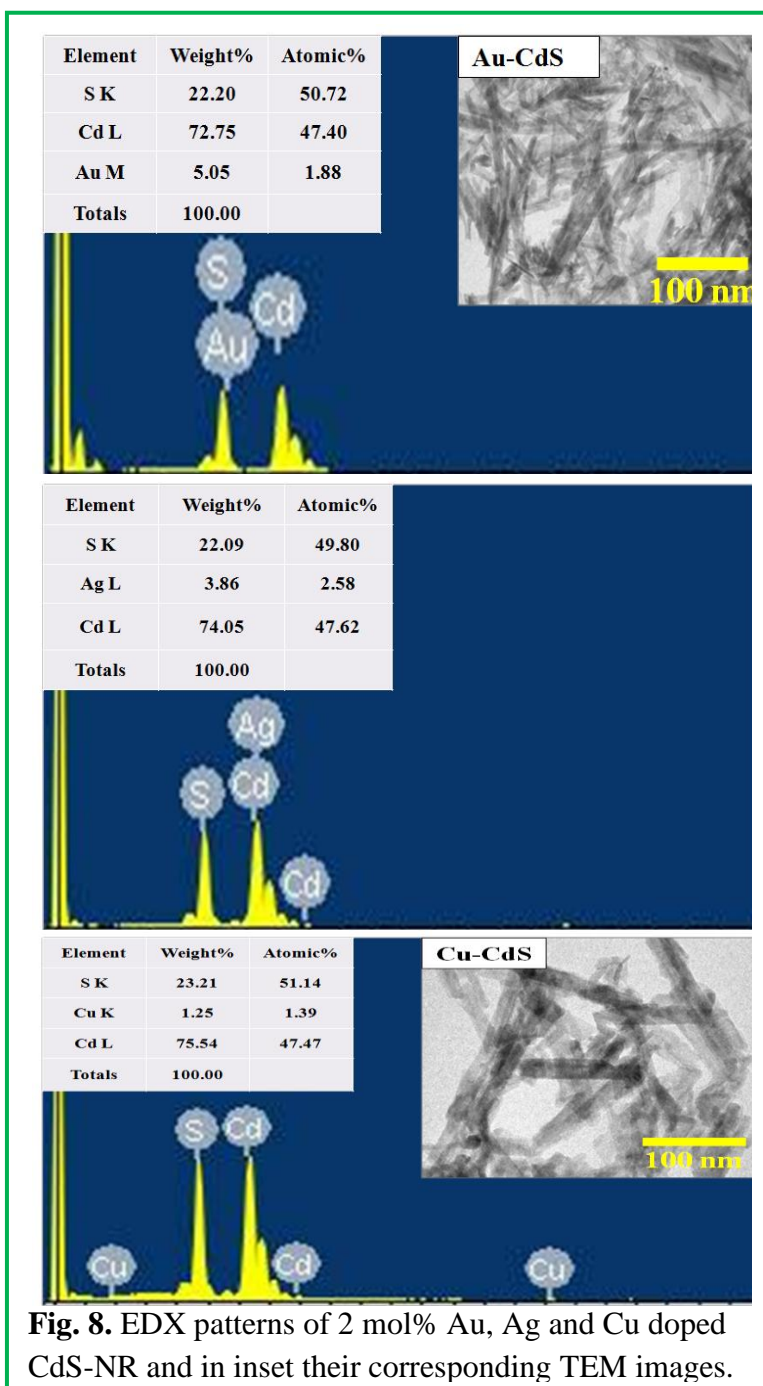 Element Weight% Atomic%
S K 22.20 50.72
Cd L 72.75 47.40
Au M 5.05 1.88
Totals 100.00
Au-CdS
100 nm
S
Au
Cd
Element Weight% Atomic%
S K 22.09 49.80
Ag L 3.86 2.58
Cd L 74.05 47.62
Totals 100.00
Ag
S
Cd
Cd
Element Weight% Atomic%
S K 23.21 51.14
Cu K 1.25 1.39
Cd L 75.54 47.47
Totals 100.00
Cu-CdS
100 nm
S
Cd
Cu
Cd
Cu
Fig. 8. EDX patterns of 2 mol% Au, Ag and Cu doped
CdS-NR and in inset their corresponding TEM images.